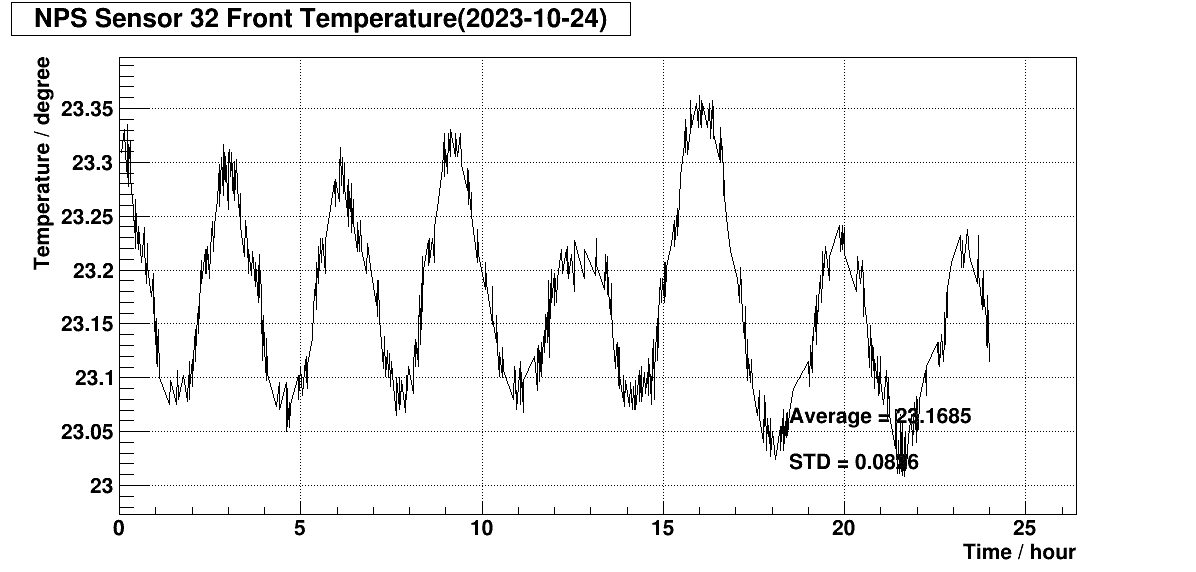 NPS Sensor 32 Front Temperature(2023-10-24)
Temperature / degree
23.35
23.3
23.25
23.2
23.15
23.1
23.05
23
Average = 23.1685
STD =
0 5 10 15 20 25
Time / hour